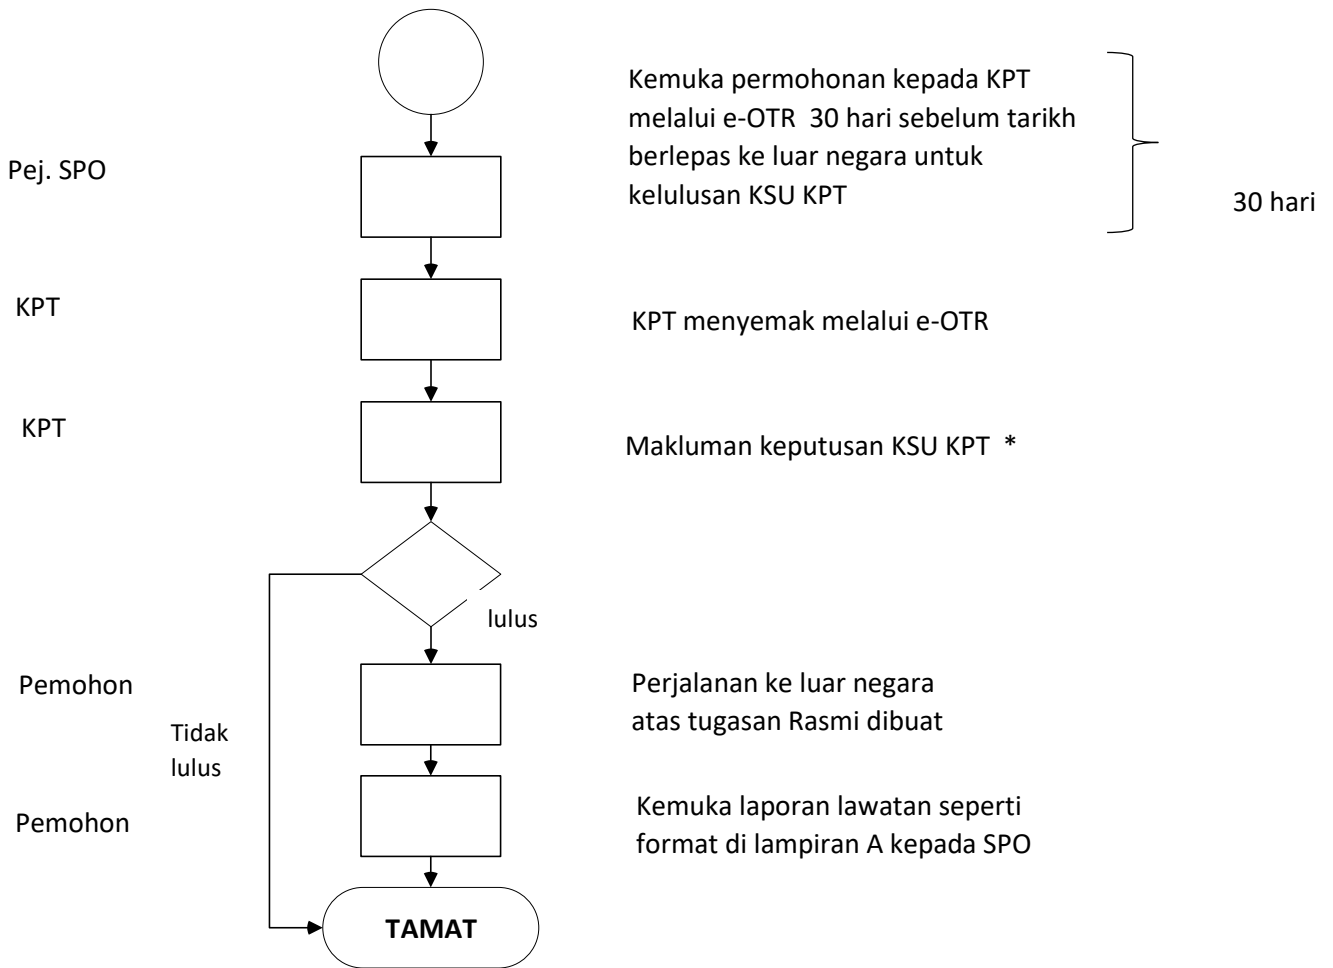 Pej. SPO
Kemuka permohonan kepada KPT
melalui e-OTR 30 hari sebelum tarikh
berlepas ke luar negara untuk
kelulusan KSU KPT
30 hari
KPT
KPT menyemak melalui e-OTR
KPT
Makluman keputusan KSU KPT *
lulus
Tidak
lulus
Pemohon
Perjalanan ke luar negara
atas tugasan Rasmi dibuat
Pemohon
Kemuka laporan lawatan seperti
format di lampiran A kepada SPO
TAMAT